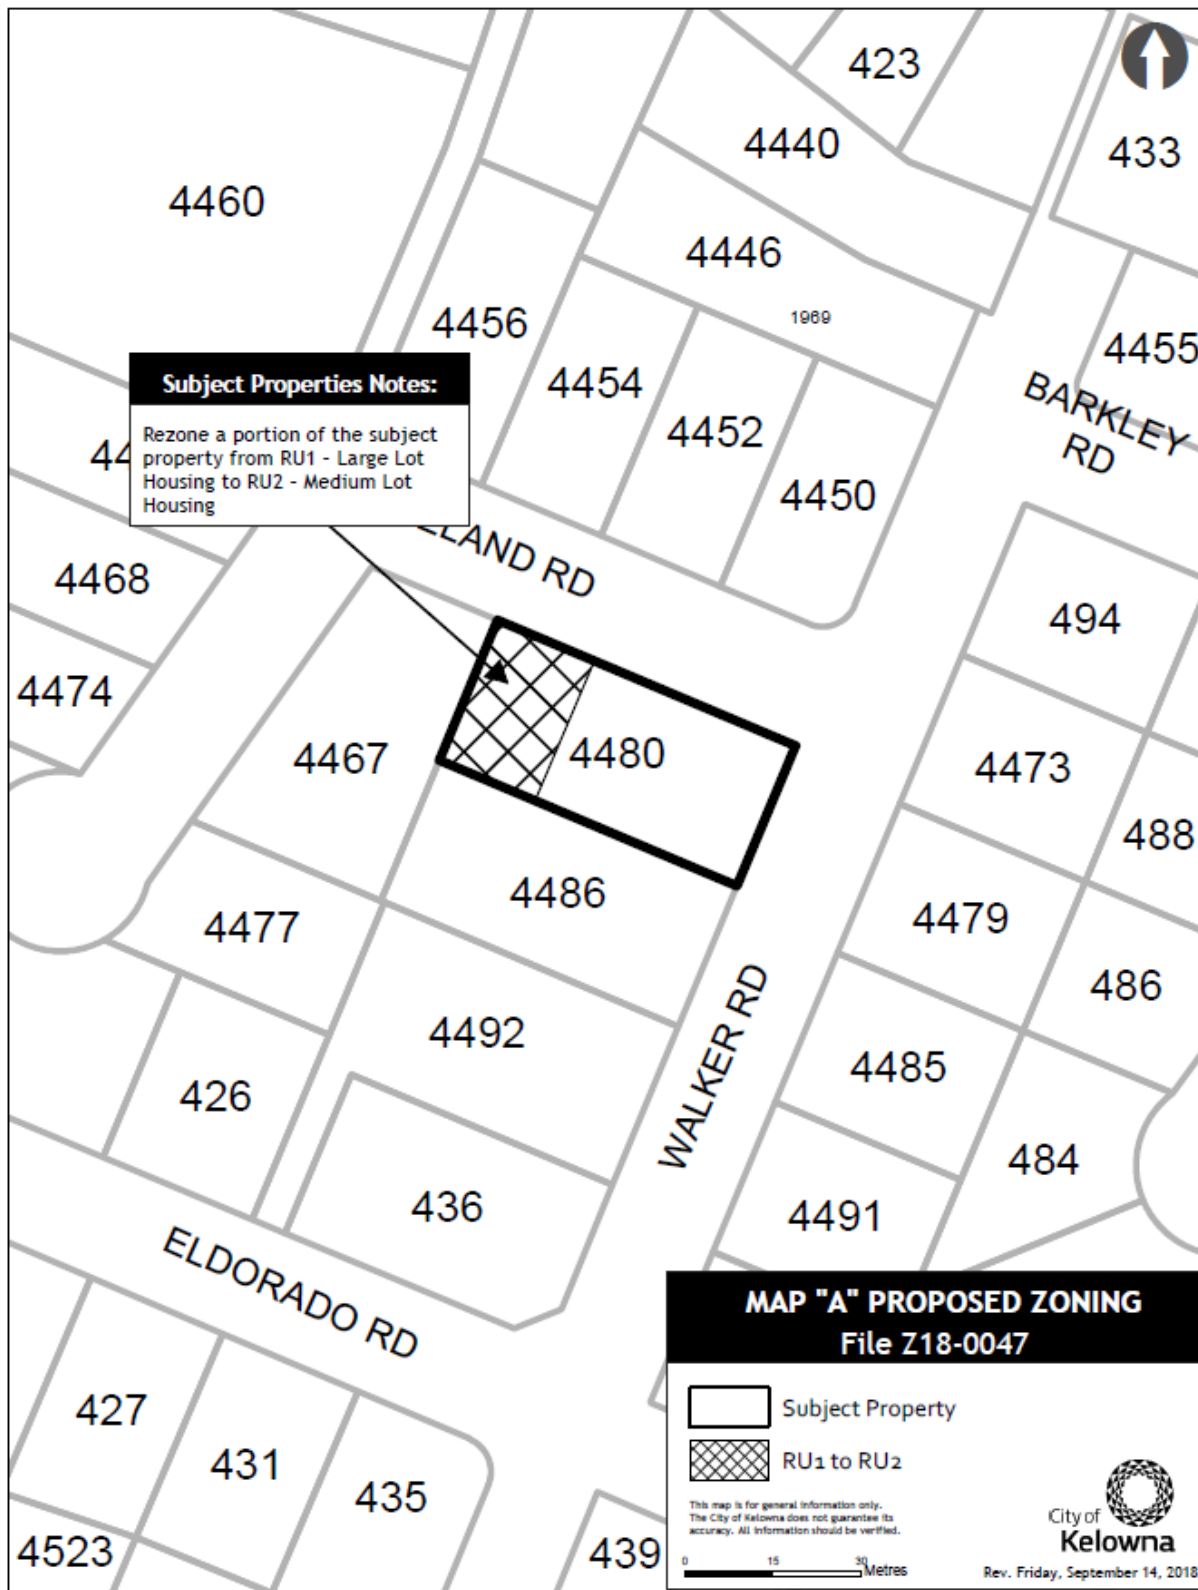 423
4440
433
4460
4446
1969
4456
4455
4454
BARKLEY
RD
4452
4450
Subject Properties Notes:
Rezone a portion of the subject
property from RU1 - Large Lot
Housing to RU2 - Medium Lot
Housing
44
ELAND RD
4468
494
4474
4467
4480
4473
488
4486
4477
4479
486
4492
WALKER RD
426
4485
484
436
4491
ELDORADO RD
427
431
435
4523
439
MAP "A" PROPOSED ZONING
File Z18-0047
Subject Property
RU1 to RU2
This map is for general information only.
The City of Kelowna does not guarantee its
accuracy. All information should be verified.
0 15 30 Metres
City of
Kelowna
Rev. Friday, September 14, 2018